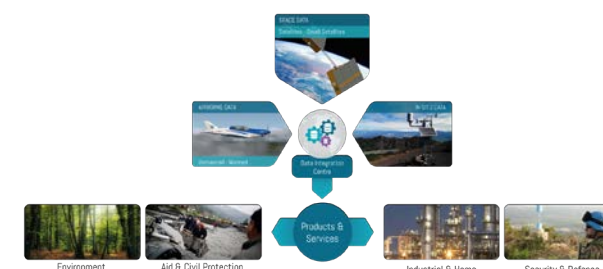 SPACE DATA
Satellites - Small Satellites
AIRBORNE DATA
IN SITU DATA
Unmanned - Manned
Data Integration
Centre
Products &
Services
Environment
Aid & Civil Protection
Industrial & Home
Security & Defence